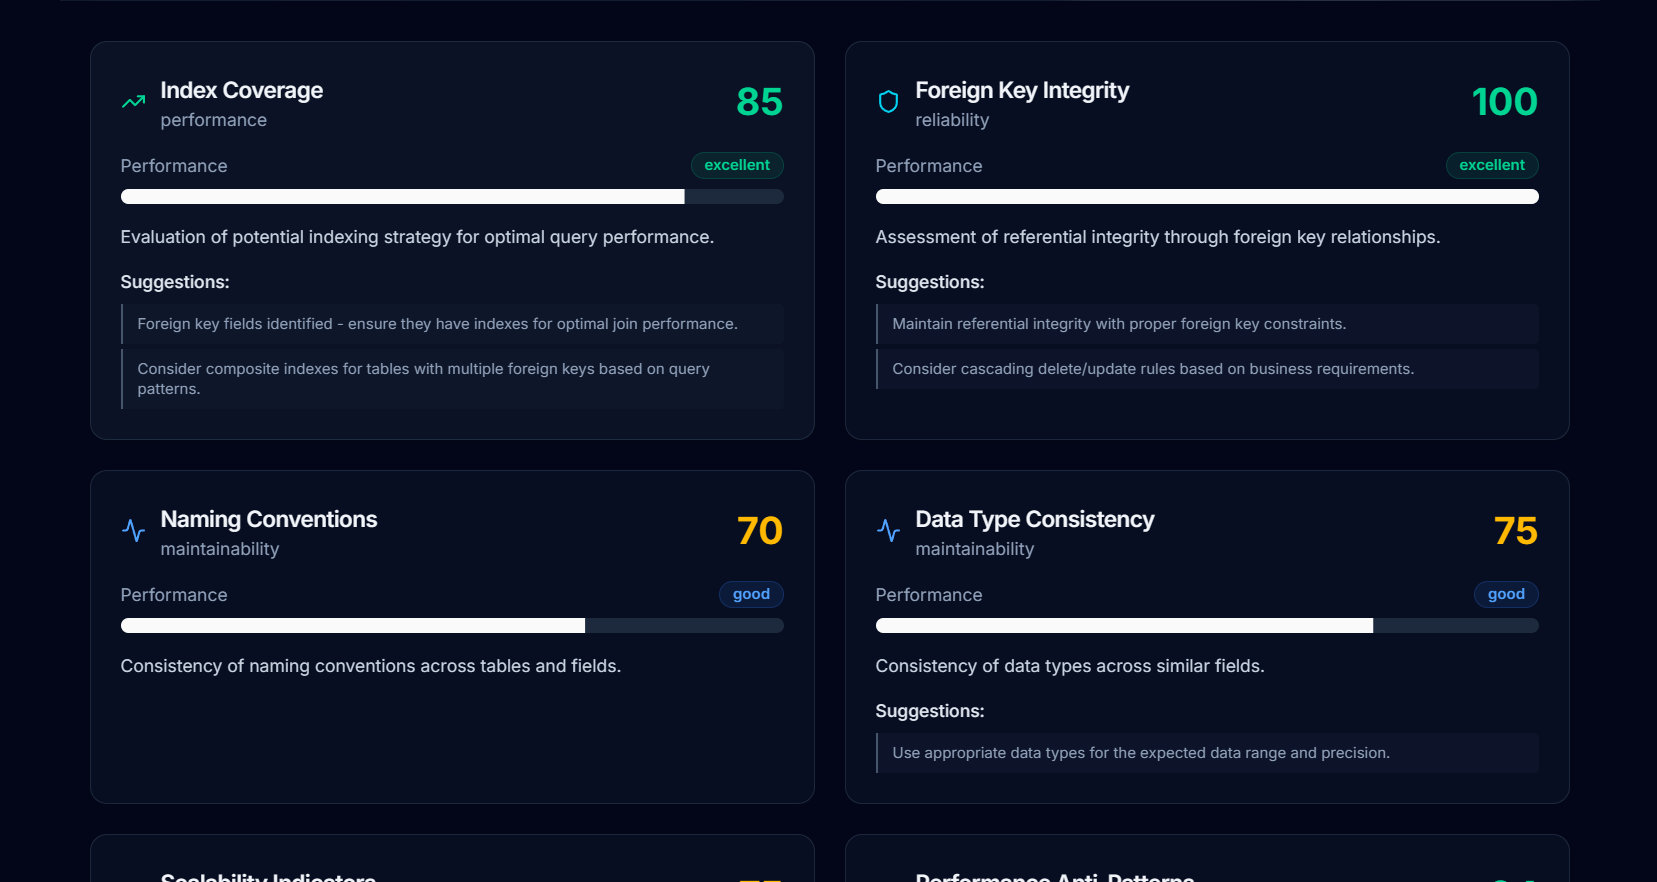 Index Coverage
performance
85
Performance
excellent
Evaluation of potential indexing strategy for optimal query performance.
Suggestions:
Foreign key fields identified - ensure they have indexes for optimal join performance.
Consider composite indexes for tables with multiple foreign keys based on query
patterns.
Foreign Key Integrity
reliability
100
Performance
excellent
Assessment of referential integrity through foreign key relationships.
Suggestions:
Maintain referential integrity with proper foreign key constraints.
Consider cascading delete/update rules based on business requirements.
Naming Conventions
maintainability
70
Performance
good
Consistency of naming conventions across tables and fields.
Data Type Consistency
maintainability
75
Performance
good
Consistency of data types across similar fields.
Suggestions:
Use appropriate data types for the expected data range and precision.
Scalability Indicators
Performance Anti-Patterns